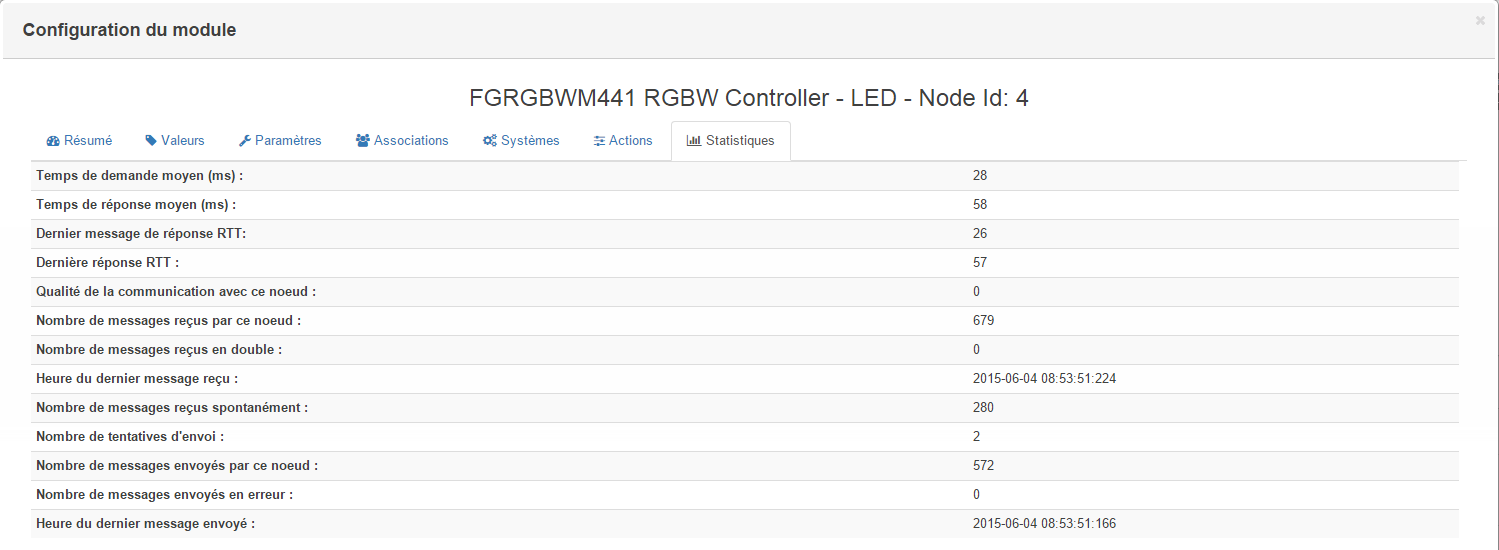 Configuration du module
×
FGRGBWM441 RGBW Controller - LED - Node Id: 4
Résumé Valeurs Paramètres Associations Systèmes Actions Statistiques
Temps de demande moyen (ms) : 28
Temps de réponse moyen (ms) : 58
Dernier message de réponse RTT: 26
Dernière réponse RTT : 57
Qualité de la communication avec ce noeud : 0
Nombre de messages reçus par ce noeud : 679
Nombre de messages reçus en double : 0
Heure du dernier message reçu : 2015-06-04 08:53:51:224
Nombre de messages reçus spontanément : 280
Nombre de tentatives d'envoi : 2
Nombre de messages envoyés par ce noeud : 572
Nombre de messages envoyés en erreur : 0
Heure du dernier message envoyé : 2015-06-04 08:53:51:166